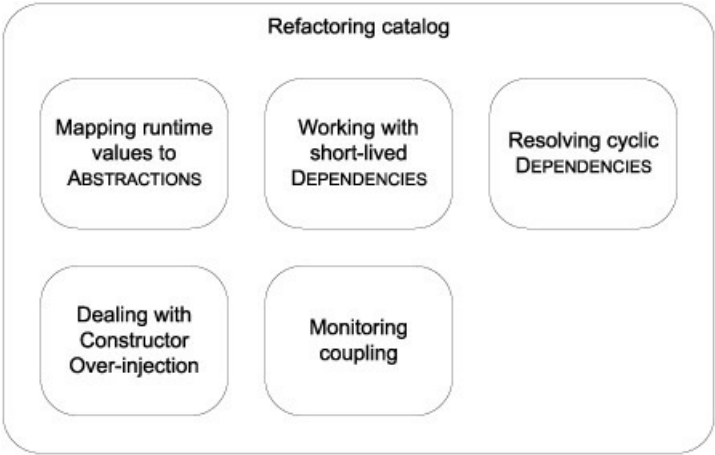 Refactoring catalog
Mapping runtime
values to
ABSTRACTIONS
Working with
short-lived
DEPENDENCIES
Resolving cyclic
DEPENDENCIES
Dealing with
Constructor
Over-injection
Monitoring
coupling